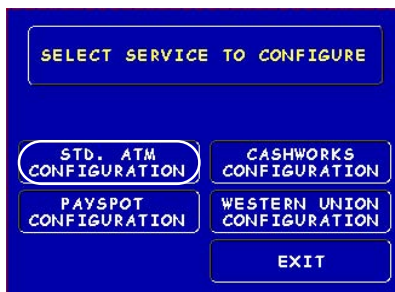 SELECT SERVICE TO CONFIGURE
STD. ATM
CONFIGURATION
CASHWORKS
CONFIGURATION
PAYSPOT
CONFIGURATION
WESTERN UNION
CONFIGURATION
EXIT